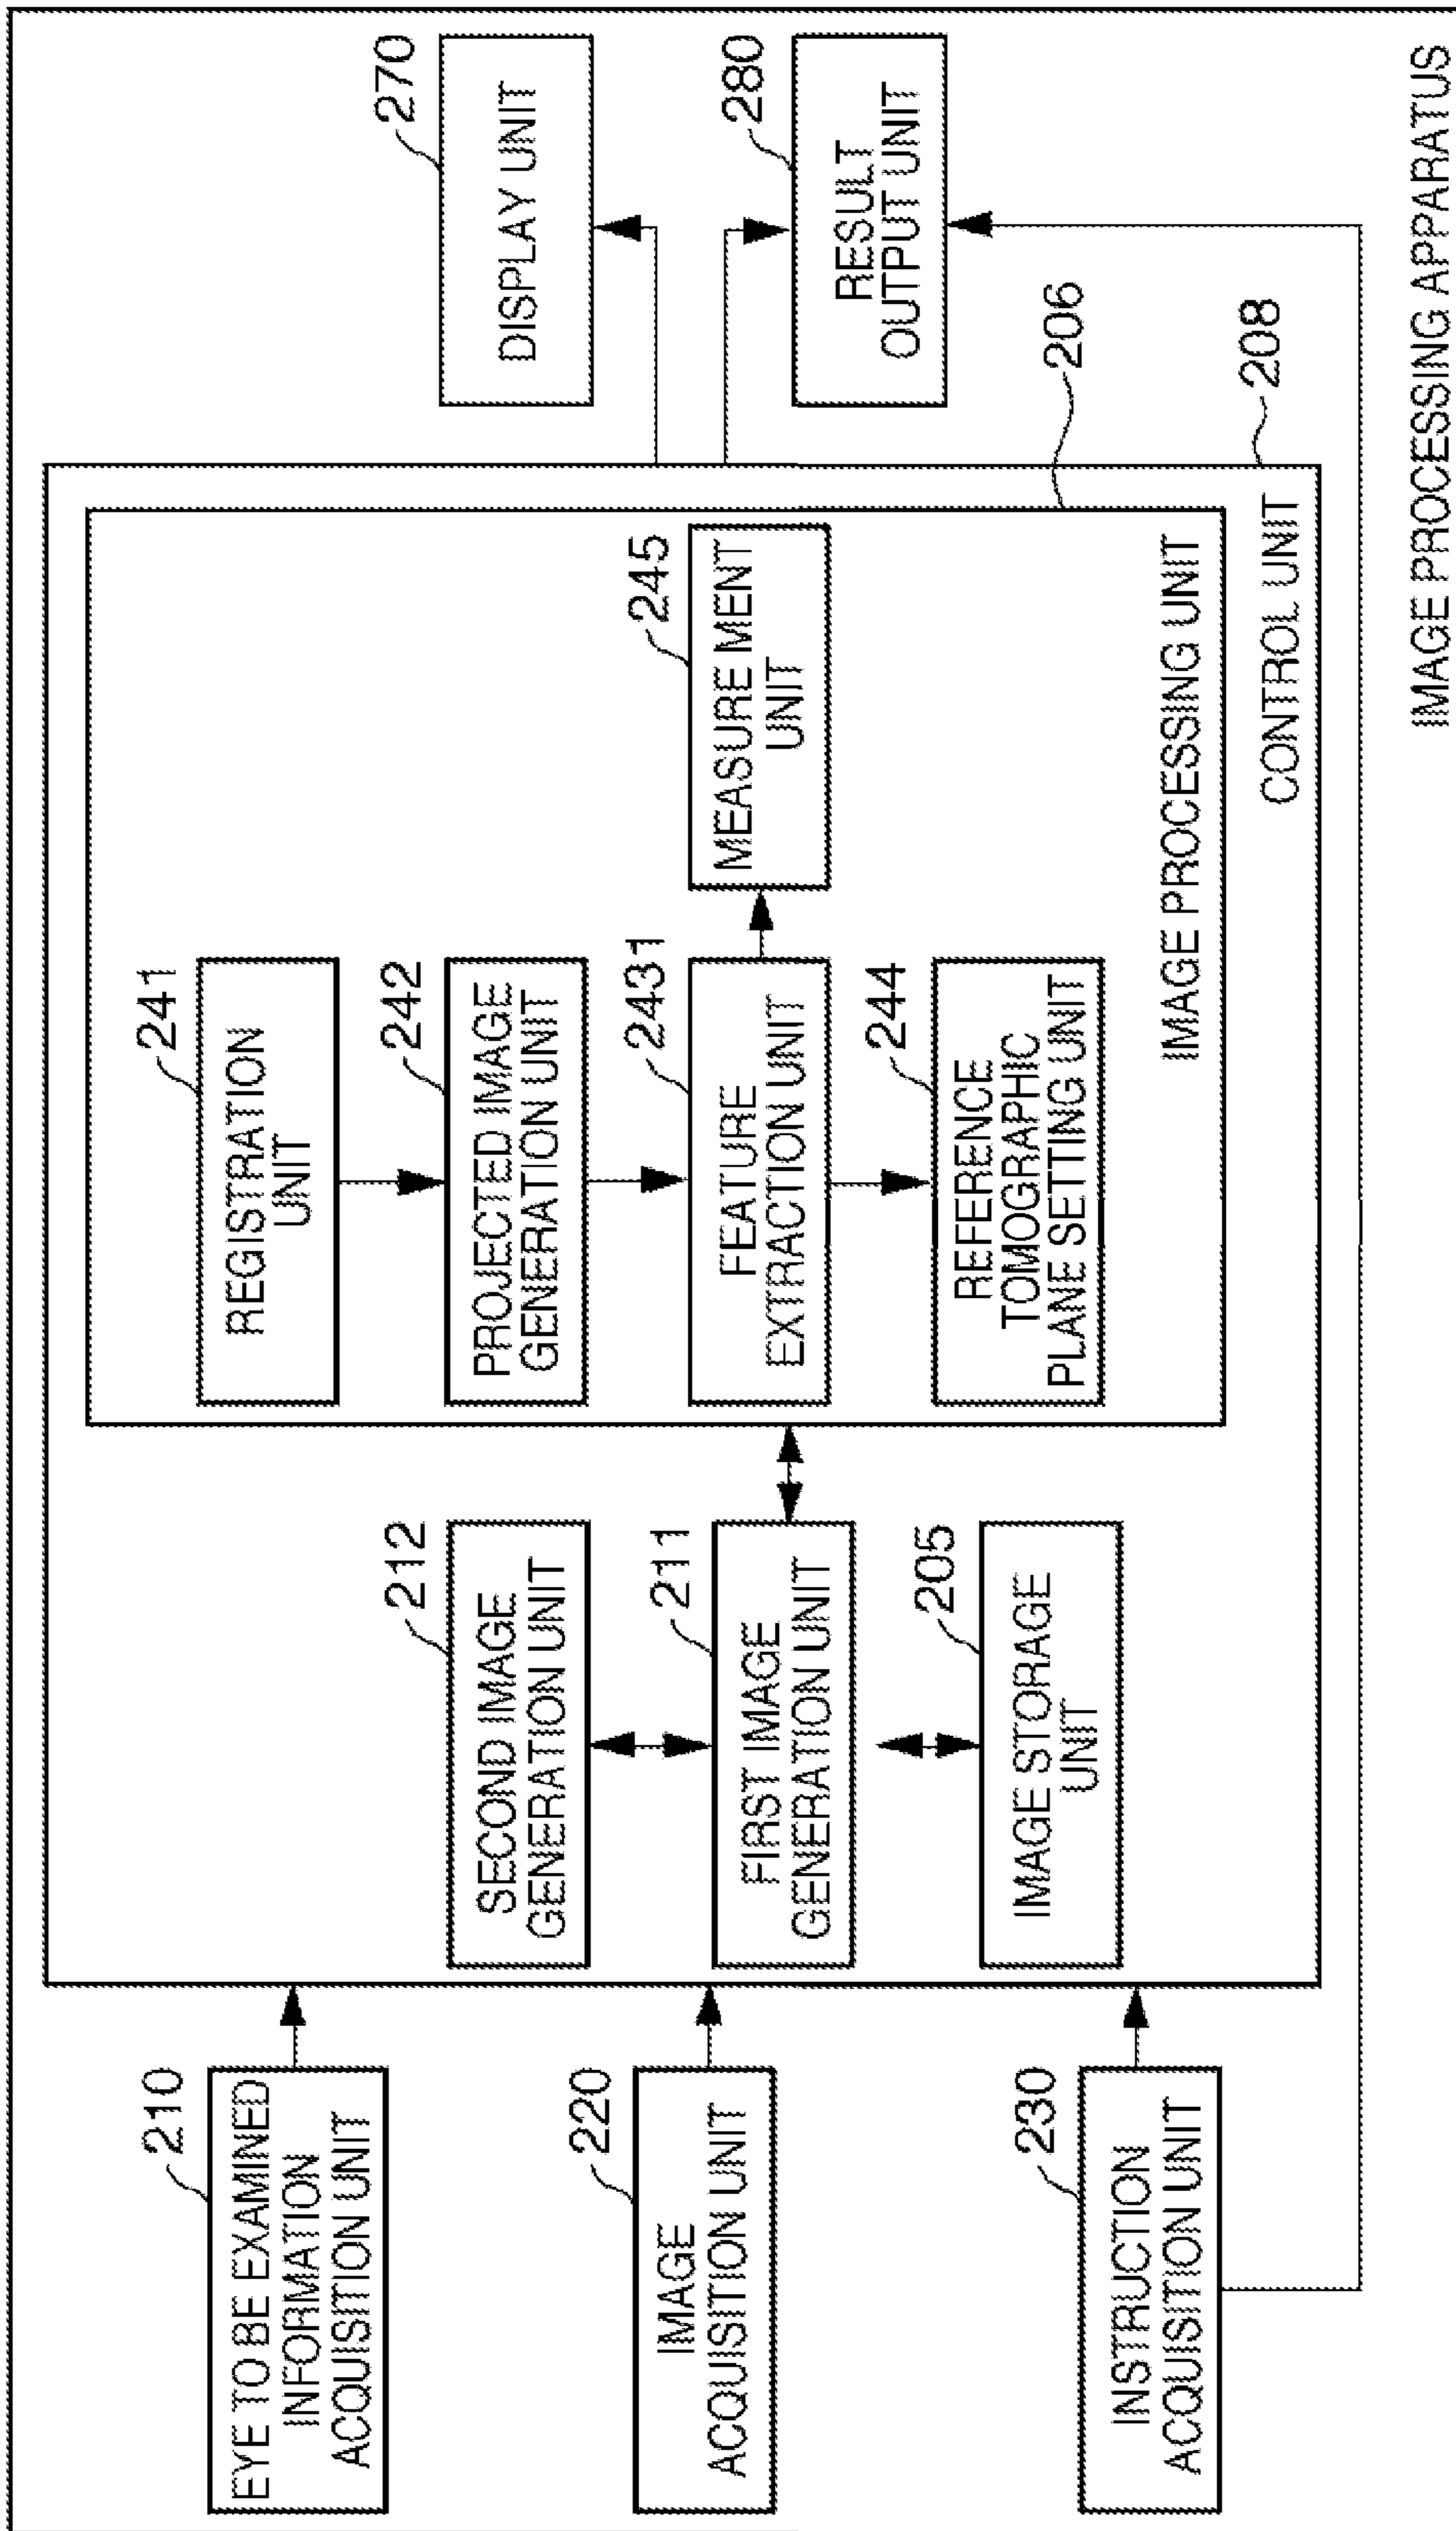 210
EYE TO BE EXAMINED
INFORMATION
ACQUISITION UNIT
220
IMAGE
ACQUISITION UNIT
230
INSTRUCTION
ACQUISITION UNIT
212
SECOND IMAGE
GENERATION UNIT
211
FIRST IMAGE
GENERATION UNIT
205
IMAGE STORAGE
UNIT
241
REGISTRATION
UNIT
242
PROJECTED IMAGE
GENERATION UNIT
2431
FEATURE
EXTRACTION UNIT
244
REFERENCE
TOMOGRAPHIC
PLANE SETTING UNIT
245
MEASURE MENT
UNIT
IMAGE PROCESSING UNIT
206
CONTROL UNIT
208
270
DISPLAY UNIT
280
RESULT
OUTPUT UNIT
IMAGE PROCESSING APPARATUS